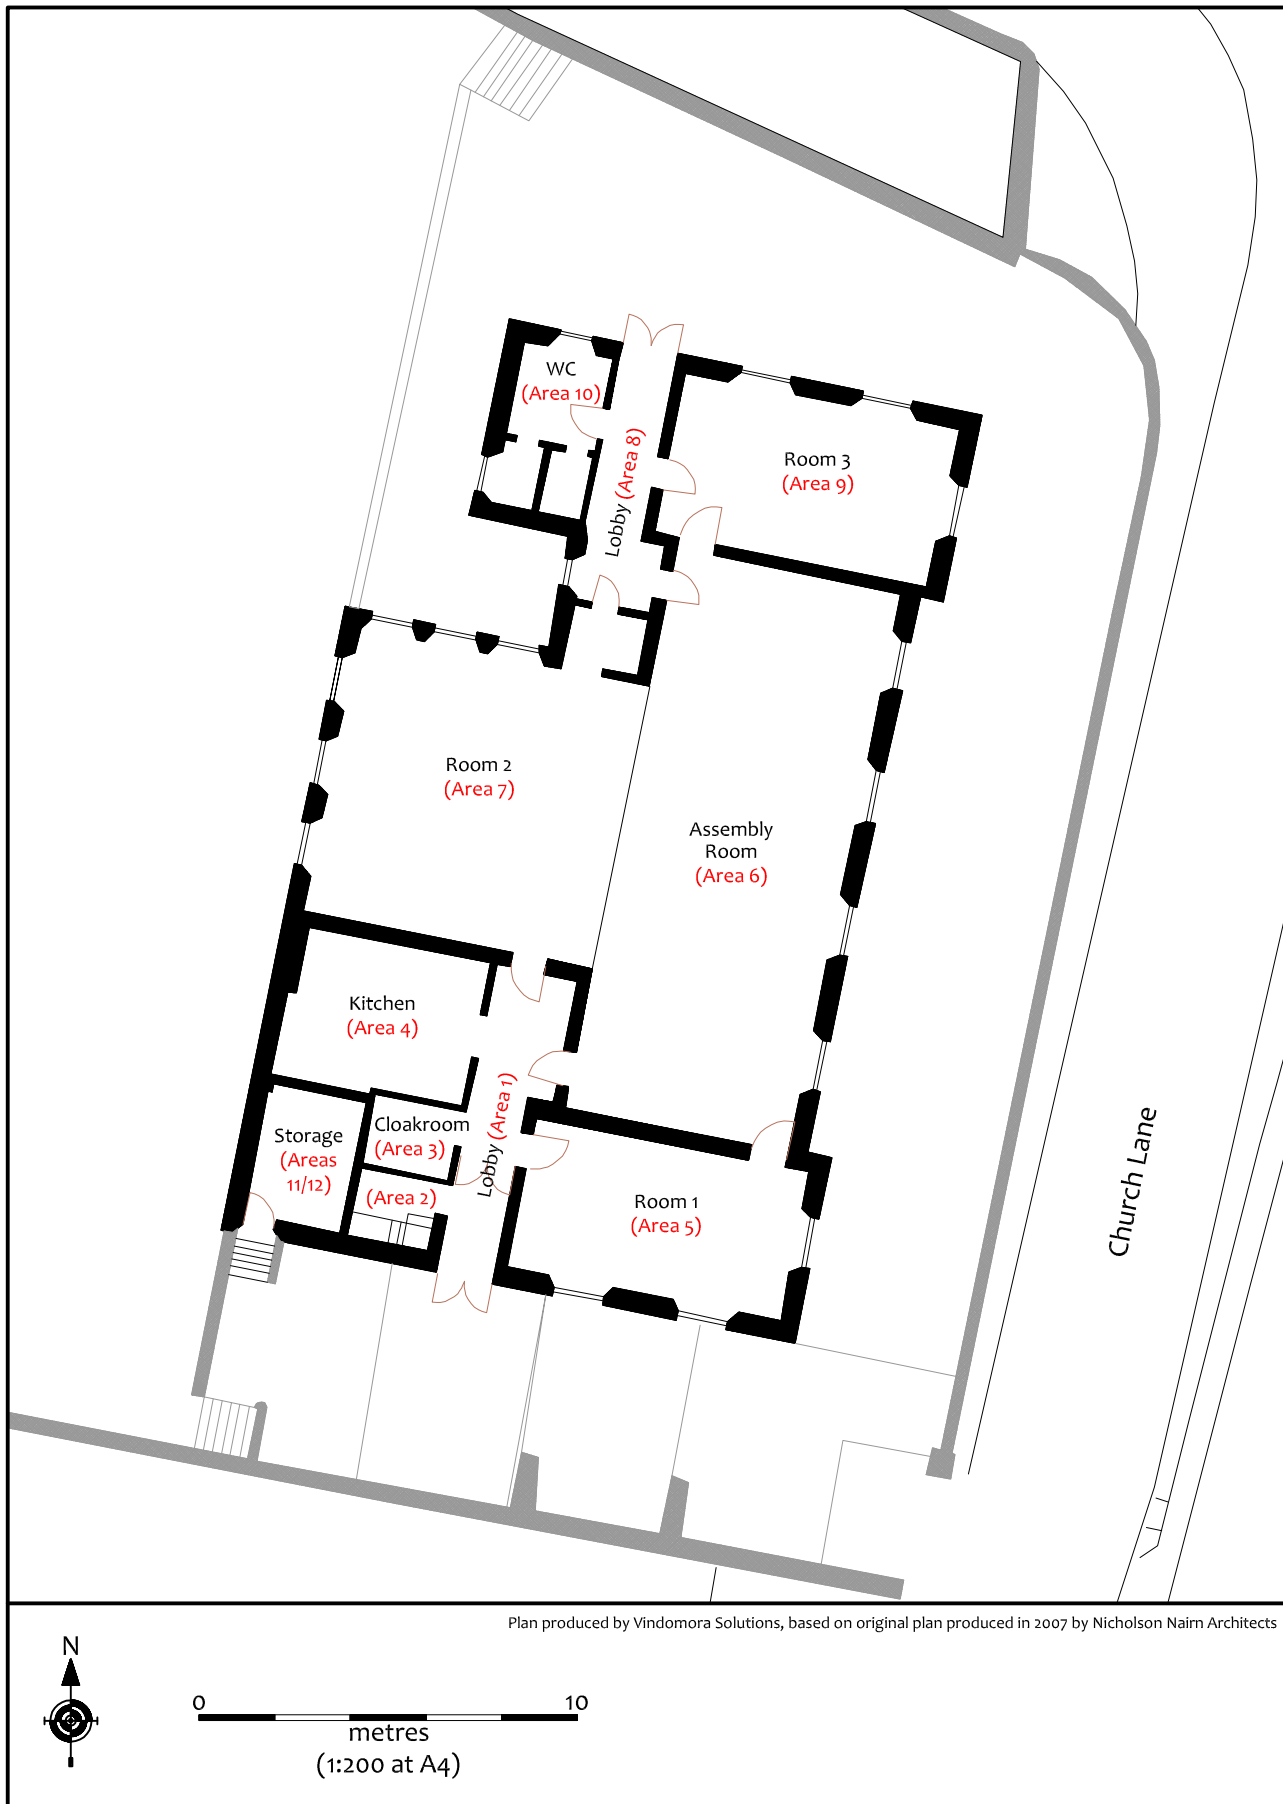 WC
(Area 10)
Lobby (Area 8)
Room 3
(Area 9)
Room 2
(Area 7)
Assembly
Room
(Area 6)
Kitchen
(Area 4)
Lobby (Area 1)
Cloakroom
(Area 3)
Storage
(Areas
11/12)
(Area 2)
Room 1
(Area 5)
Church Lane
Plan produced by Vindomora Solutions, based on original plan produced in 2007 by Nicholson Nairn Architects
N
0 10
metres
(1:200 at A4)